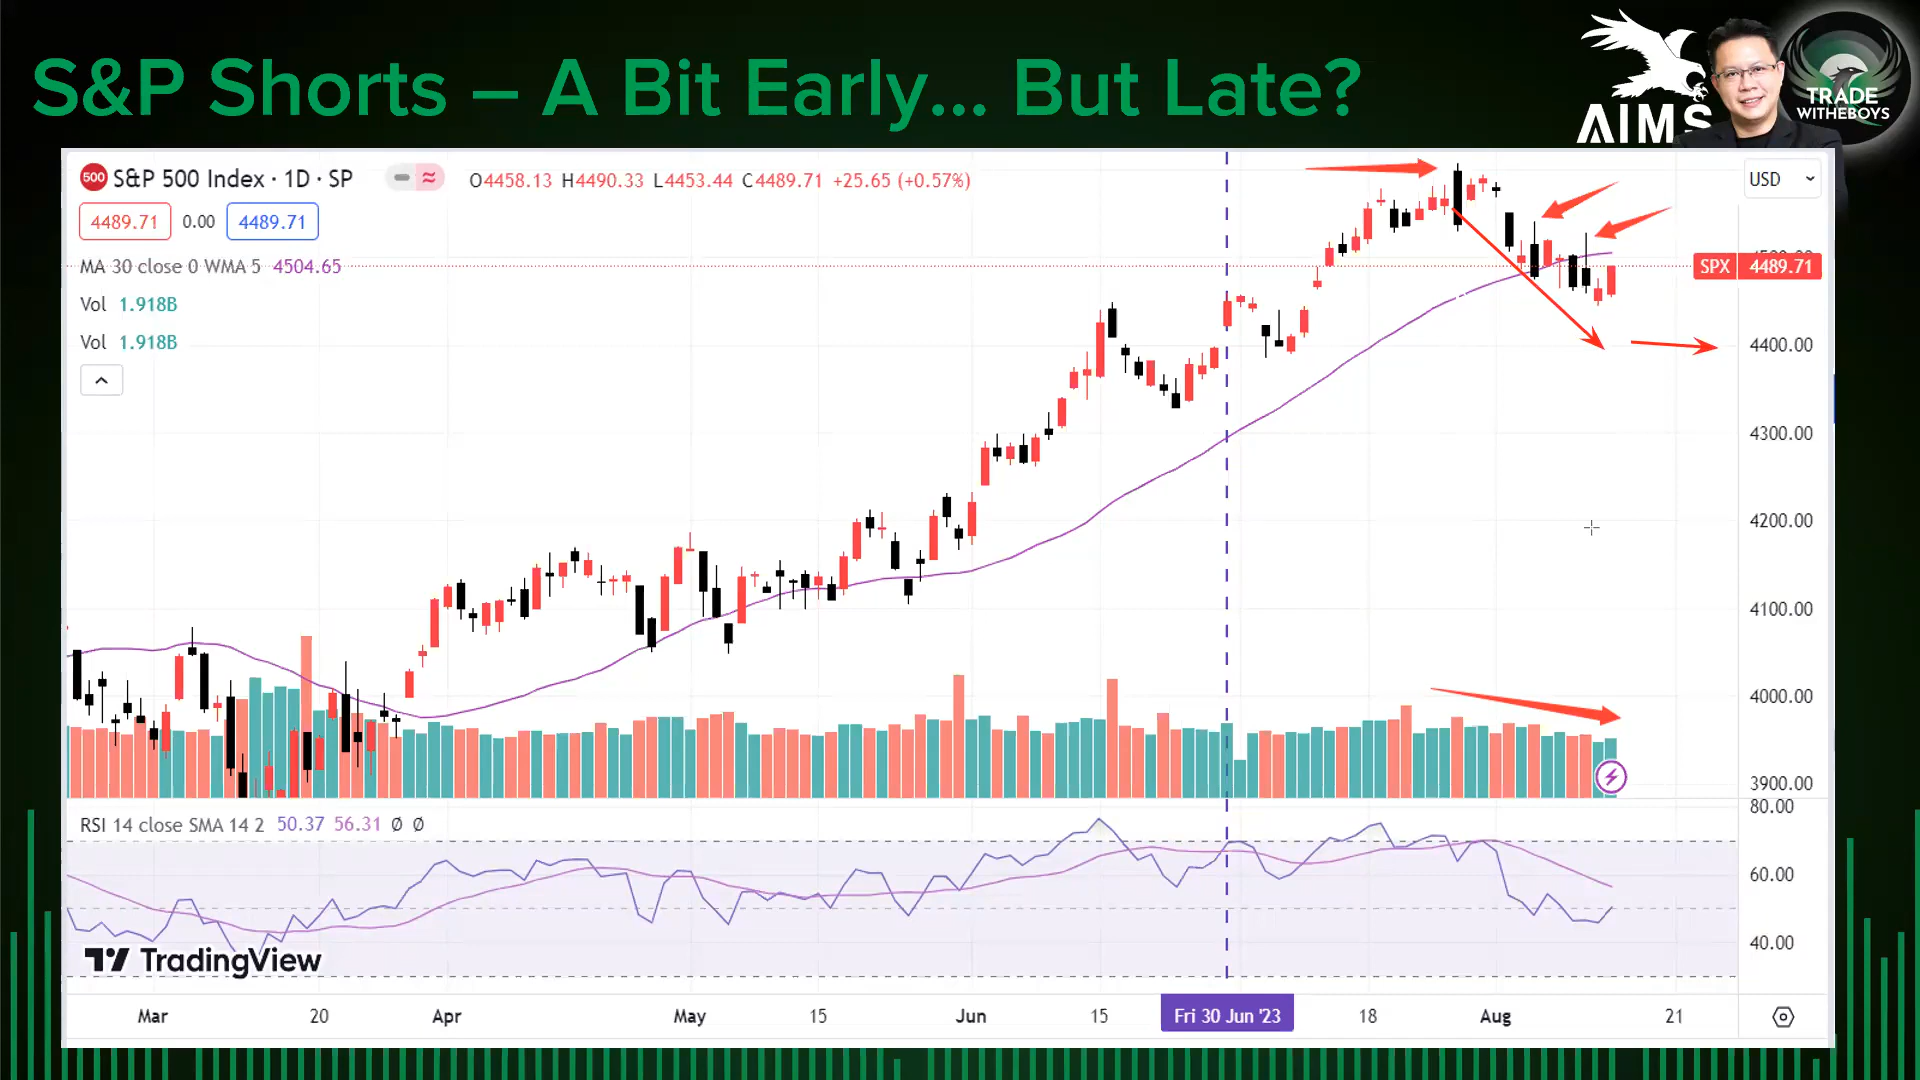 S&P Shorts – A Bit Early... But Late?
AIMS
TRADE
WITHEBOYS
500 S&P 500 Index · 1D · SP
O4458.13 H4490.33 L4453.44 C4489.71 +25.65 (+0.57%)
USD
4489.71 0.00 4489.71
MA 30 close 0 WMA 5 4504.65
SPX 4489.71
Vol 1.918B
Vol 1.918B
4400.00
4300.00
4200.00
4100.00
4000.00
3900.00
80.00
RSI 14 close SMA 14 2 50.37 56.31 Ø Ø
60.00
40.00
TradingView
Mar 20 Apr May 15 Jun 15 Fri 30 Jun '23 18 Aug 21